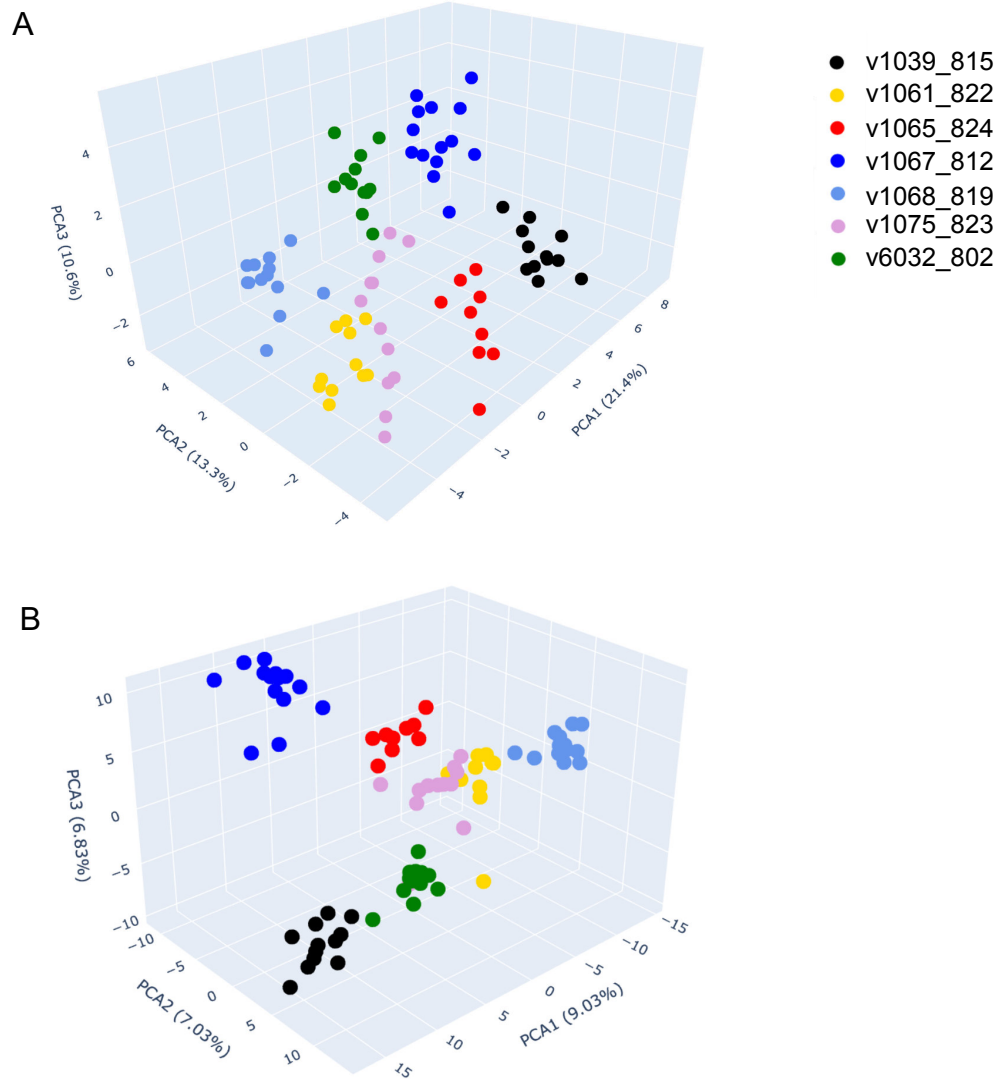 A
v1039_815
v1061_822
v1065_824
v1067_812
v1068_819
v1075_823
v6032_802
PCA3 (10.6%)
4
2
0
−2
6
4
2
0
−2
−4
PCA2 (13.3%)
8
6
4
2
0
−2
−4
PCA1 (21.4%)
B
PCA3 (6.83%)
10
5
0
−5
−10
−10
−5
0
5
10
PCA2 (7.03%)
−15
−10
−5
0
5
10
15
PCA1 (9.03%)